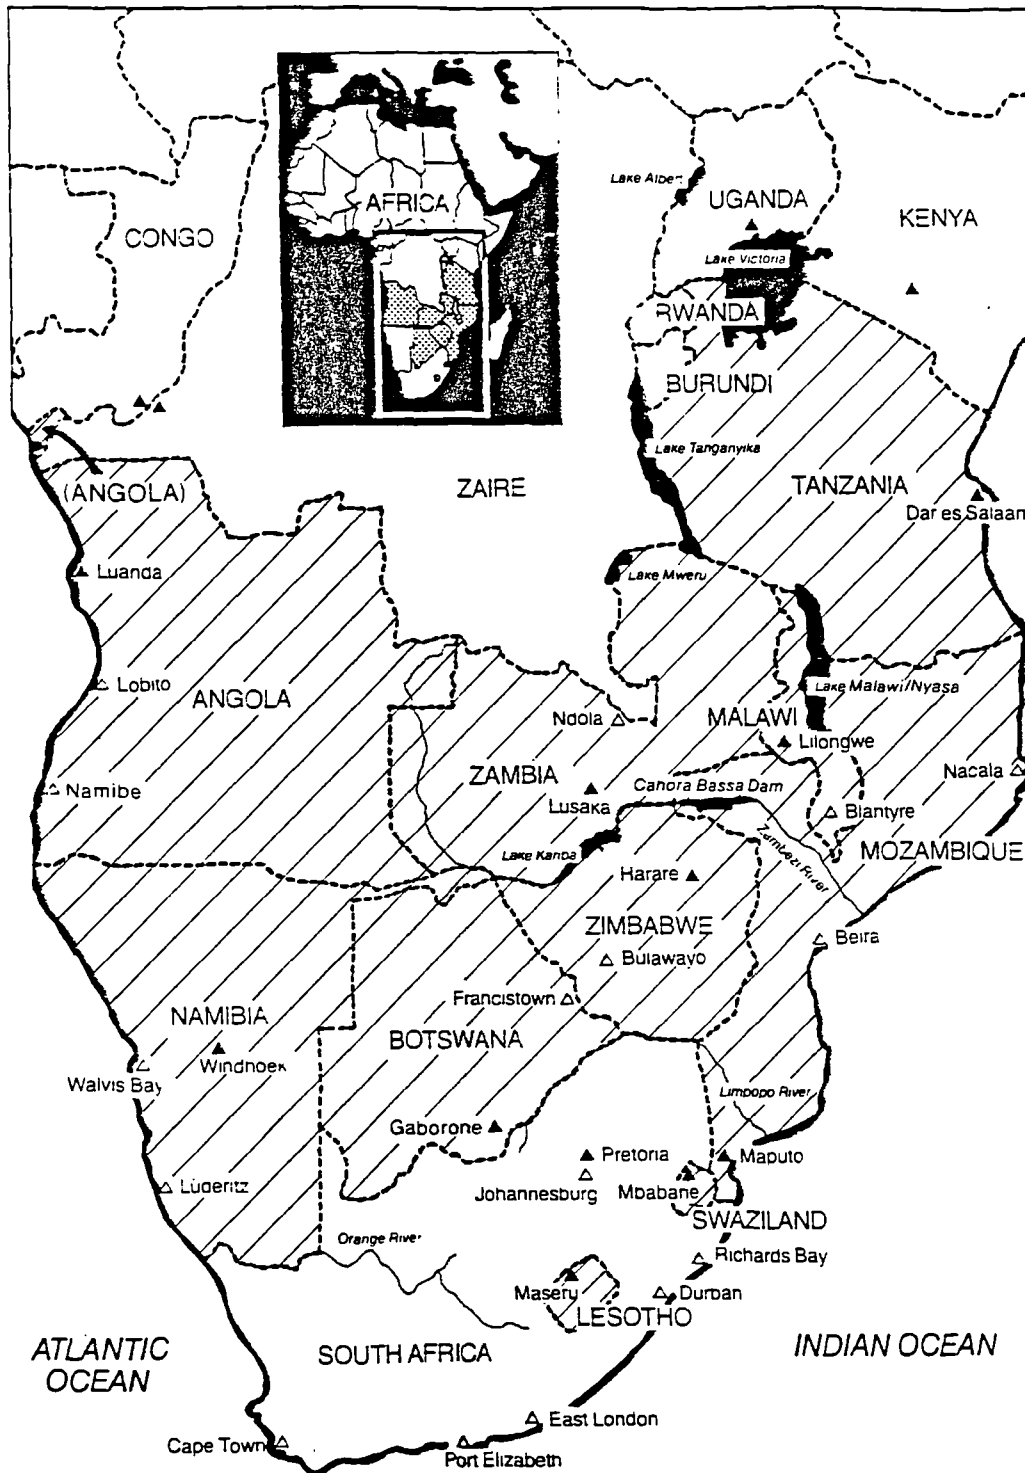 AFRICA
CONGO
Lake Albert
UGANDA
KENYA
Lake Victoria
RWANDA
BURUNDI
Lake Tanganyika
(ANGOLA)
ZAIRE
TANZANIA
Dar es Salaam
Luanda
Lake Mweru
Lobito
ANGOLA
Lake Malawi/Nyasa
Ndola
MALAWI
Lilongwe
Namibe
ZAMBIA
Lusaka
Cahora Bassa Dam
Nacala
Blantyre
Zambezi River
MOZAMBIQUE
Lake Kariba
Harare
ZIMBABWE
Bulawayo
Beira
Francistown
NAMIBIA
Windhoek
BOTSWANA
Walvis Bay
Limpopo River
Gaborone
Pretoria
Maputo
Johannesburg
Mbabane
Lüderitz
SWAZILAND
Orange River
Richards Bay
Maseru
Durban
LESOTHO
SOUTH AFRICA
ATLANTIC
OCEAN
INDIAN OCEAN
East London
Cape Town
Port Elizabeth